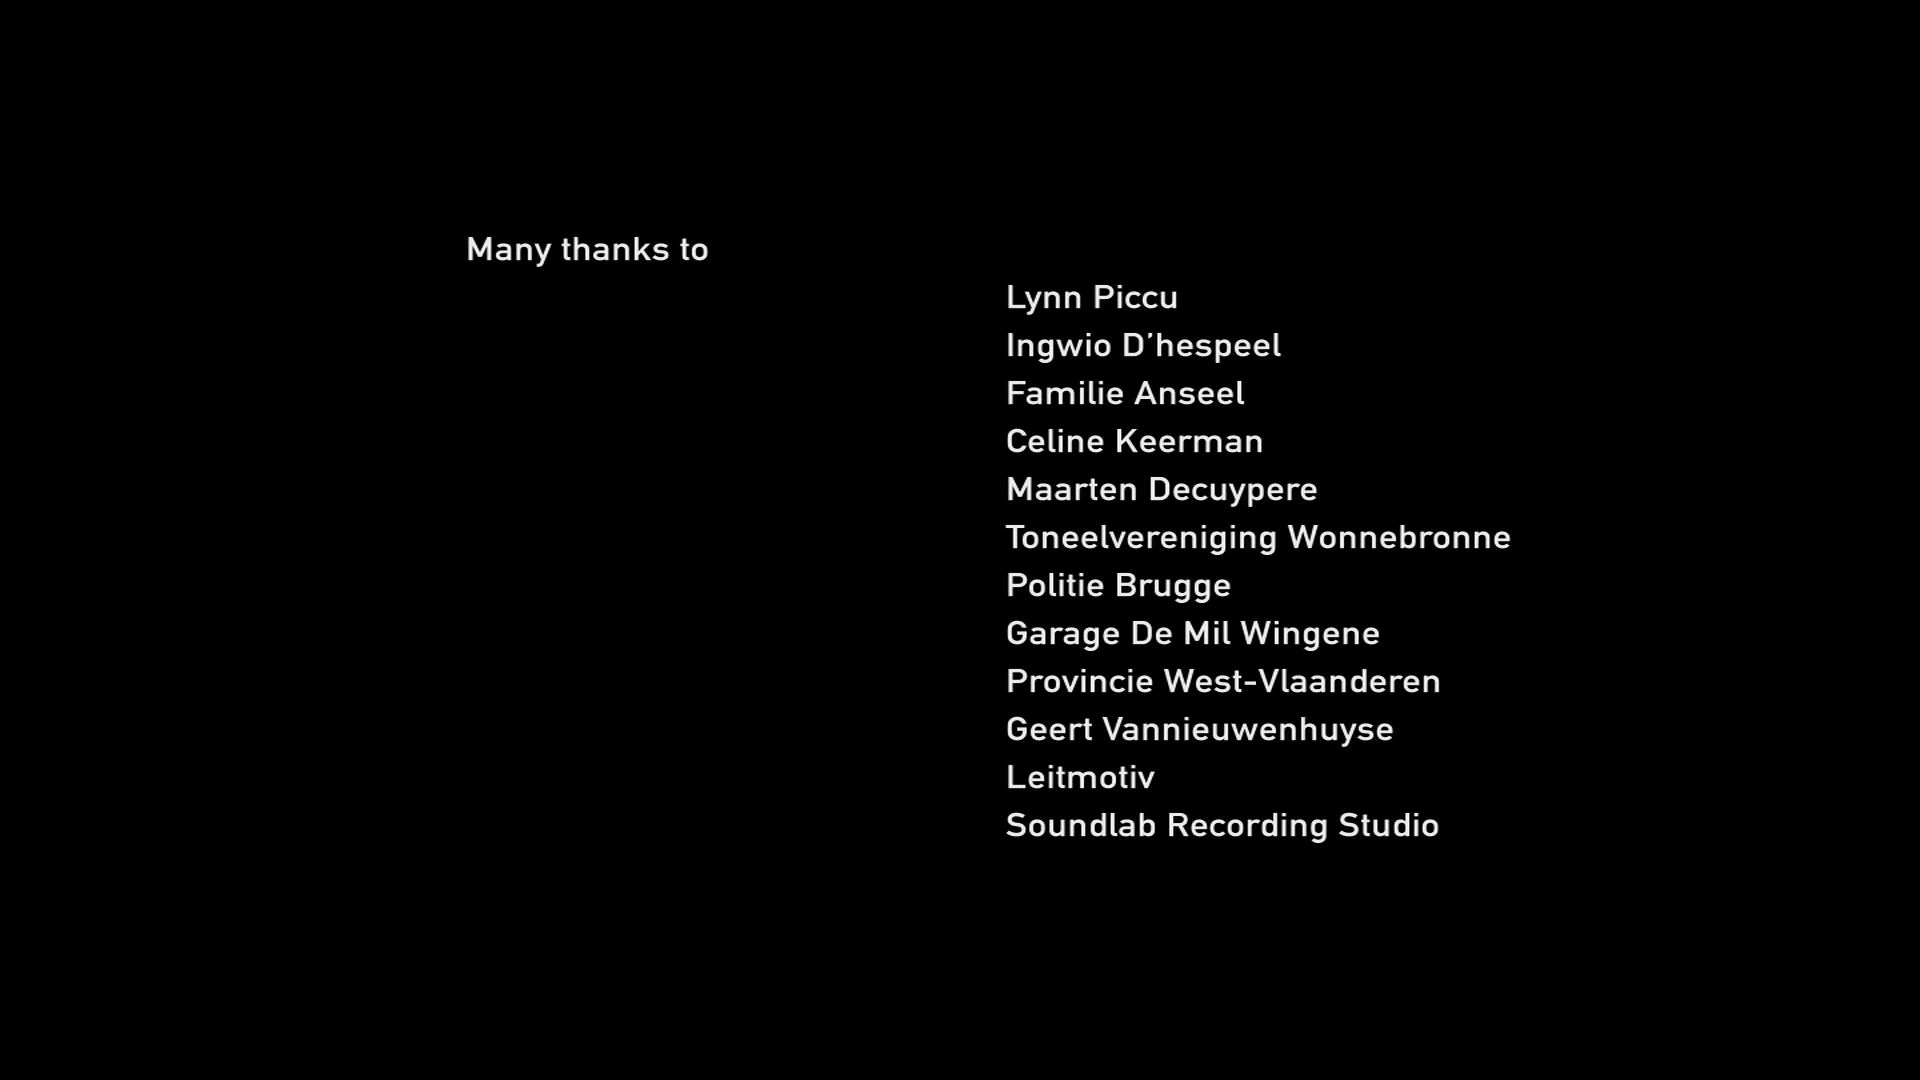 Many thanks to
Lynn Piccu
Ingwio D’hespeel
Familie Anseel
Celine Keerman
Maarten Decuypere
Toneelvereniging Wonnebronne
Politie Brugge
Garage De Mil Wingene
Provincie West-Vlaanderen
Geert Vannieuwenhuyse
Leitmotiv
Soundlab Recording Studio